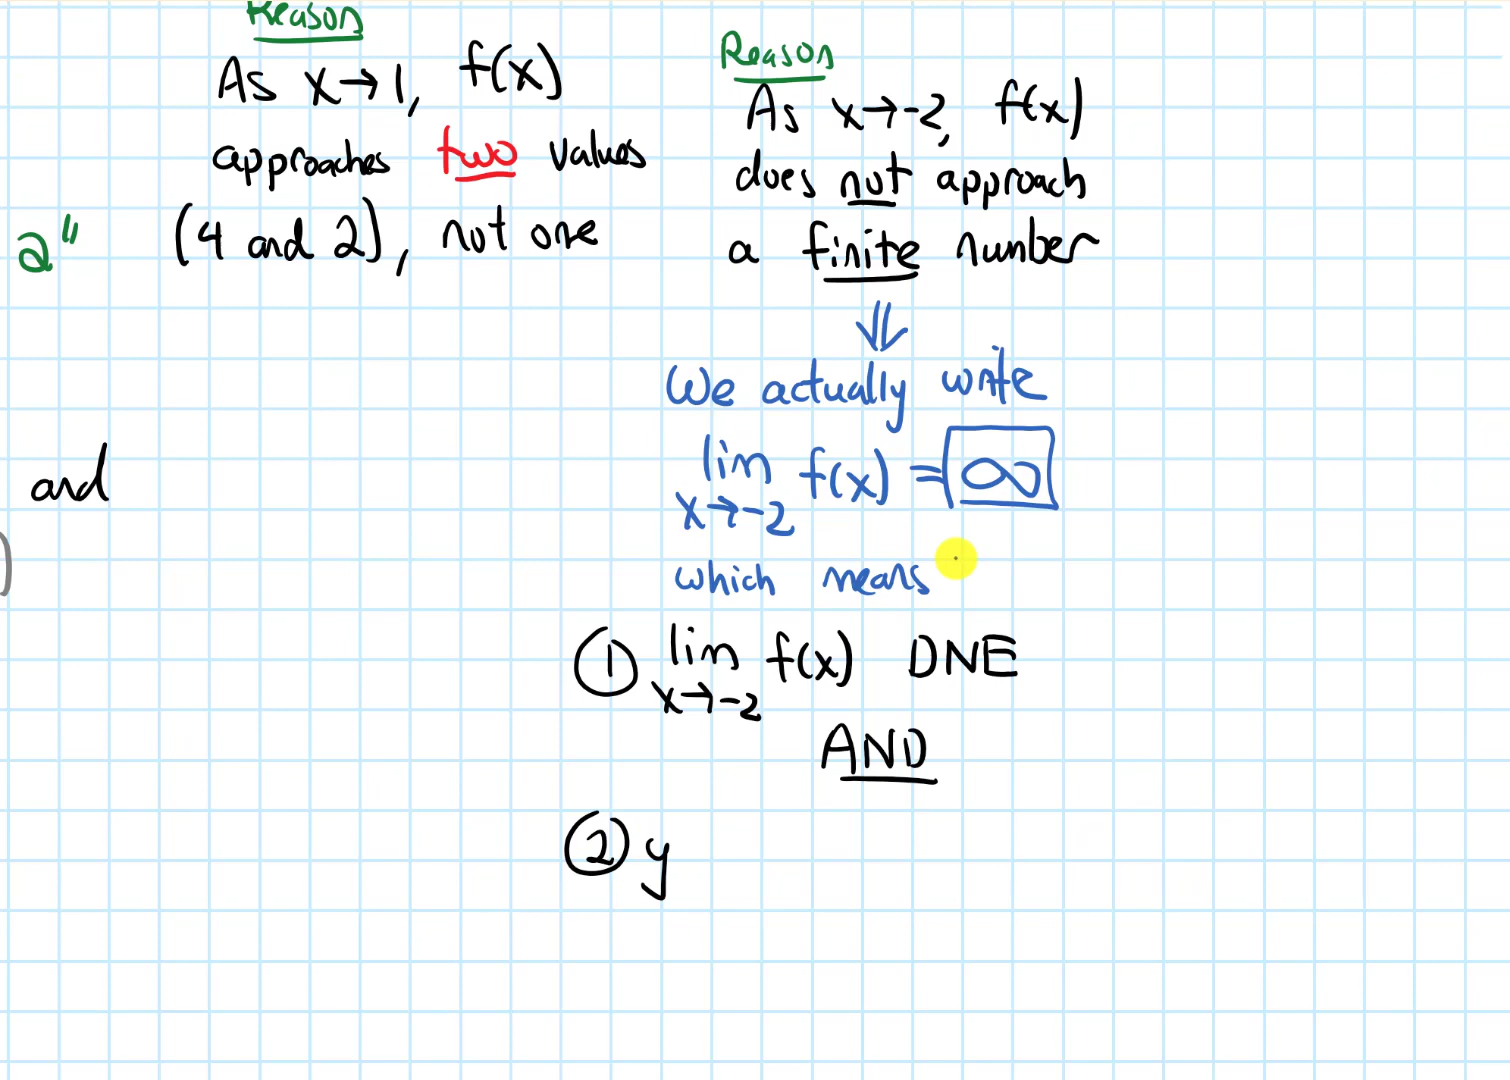 Reason
As x→1, f(x)
approaches two values
(4 and 2), not one
a"
and
)
Reason
As x→-2, f(x)
does not approach
a finite number
⇓
We actually write
lim f(x) = ∞
x→-2
which means
① lim f(x) DNE
x→-2
AND
② y